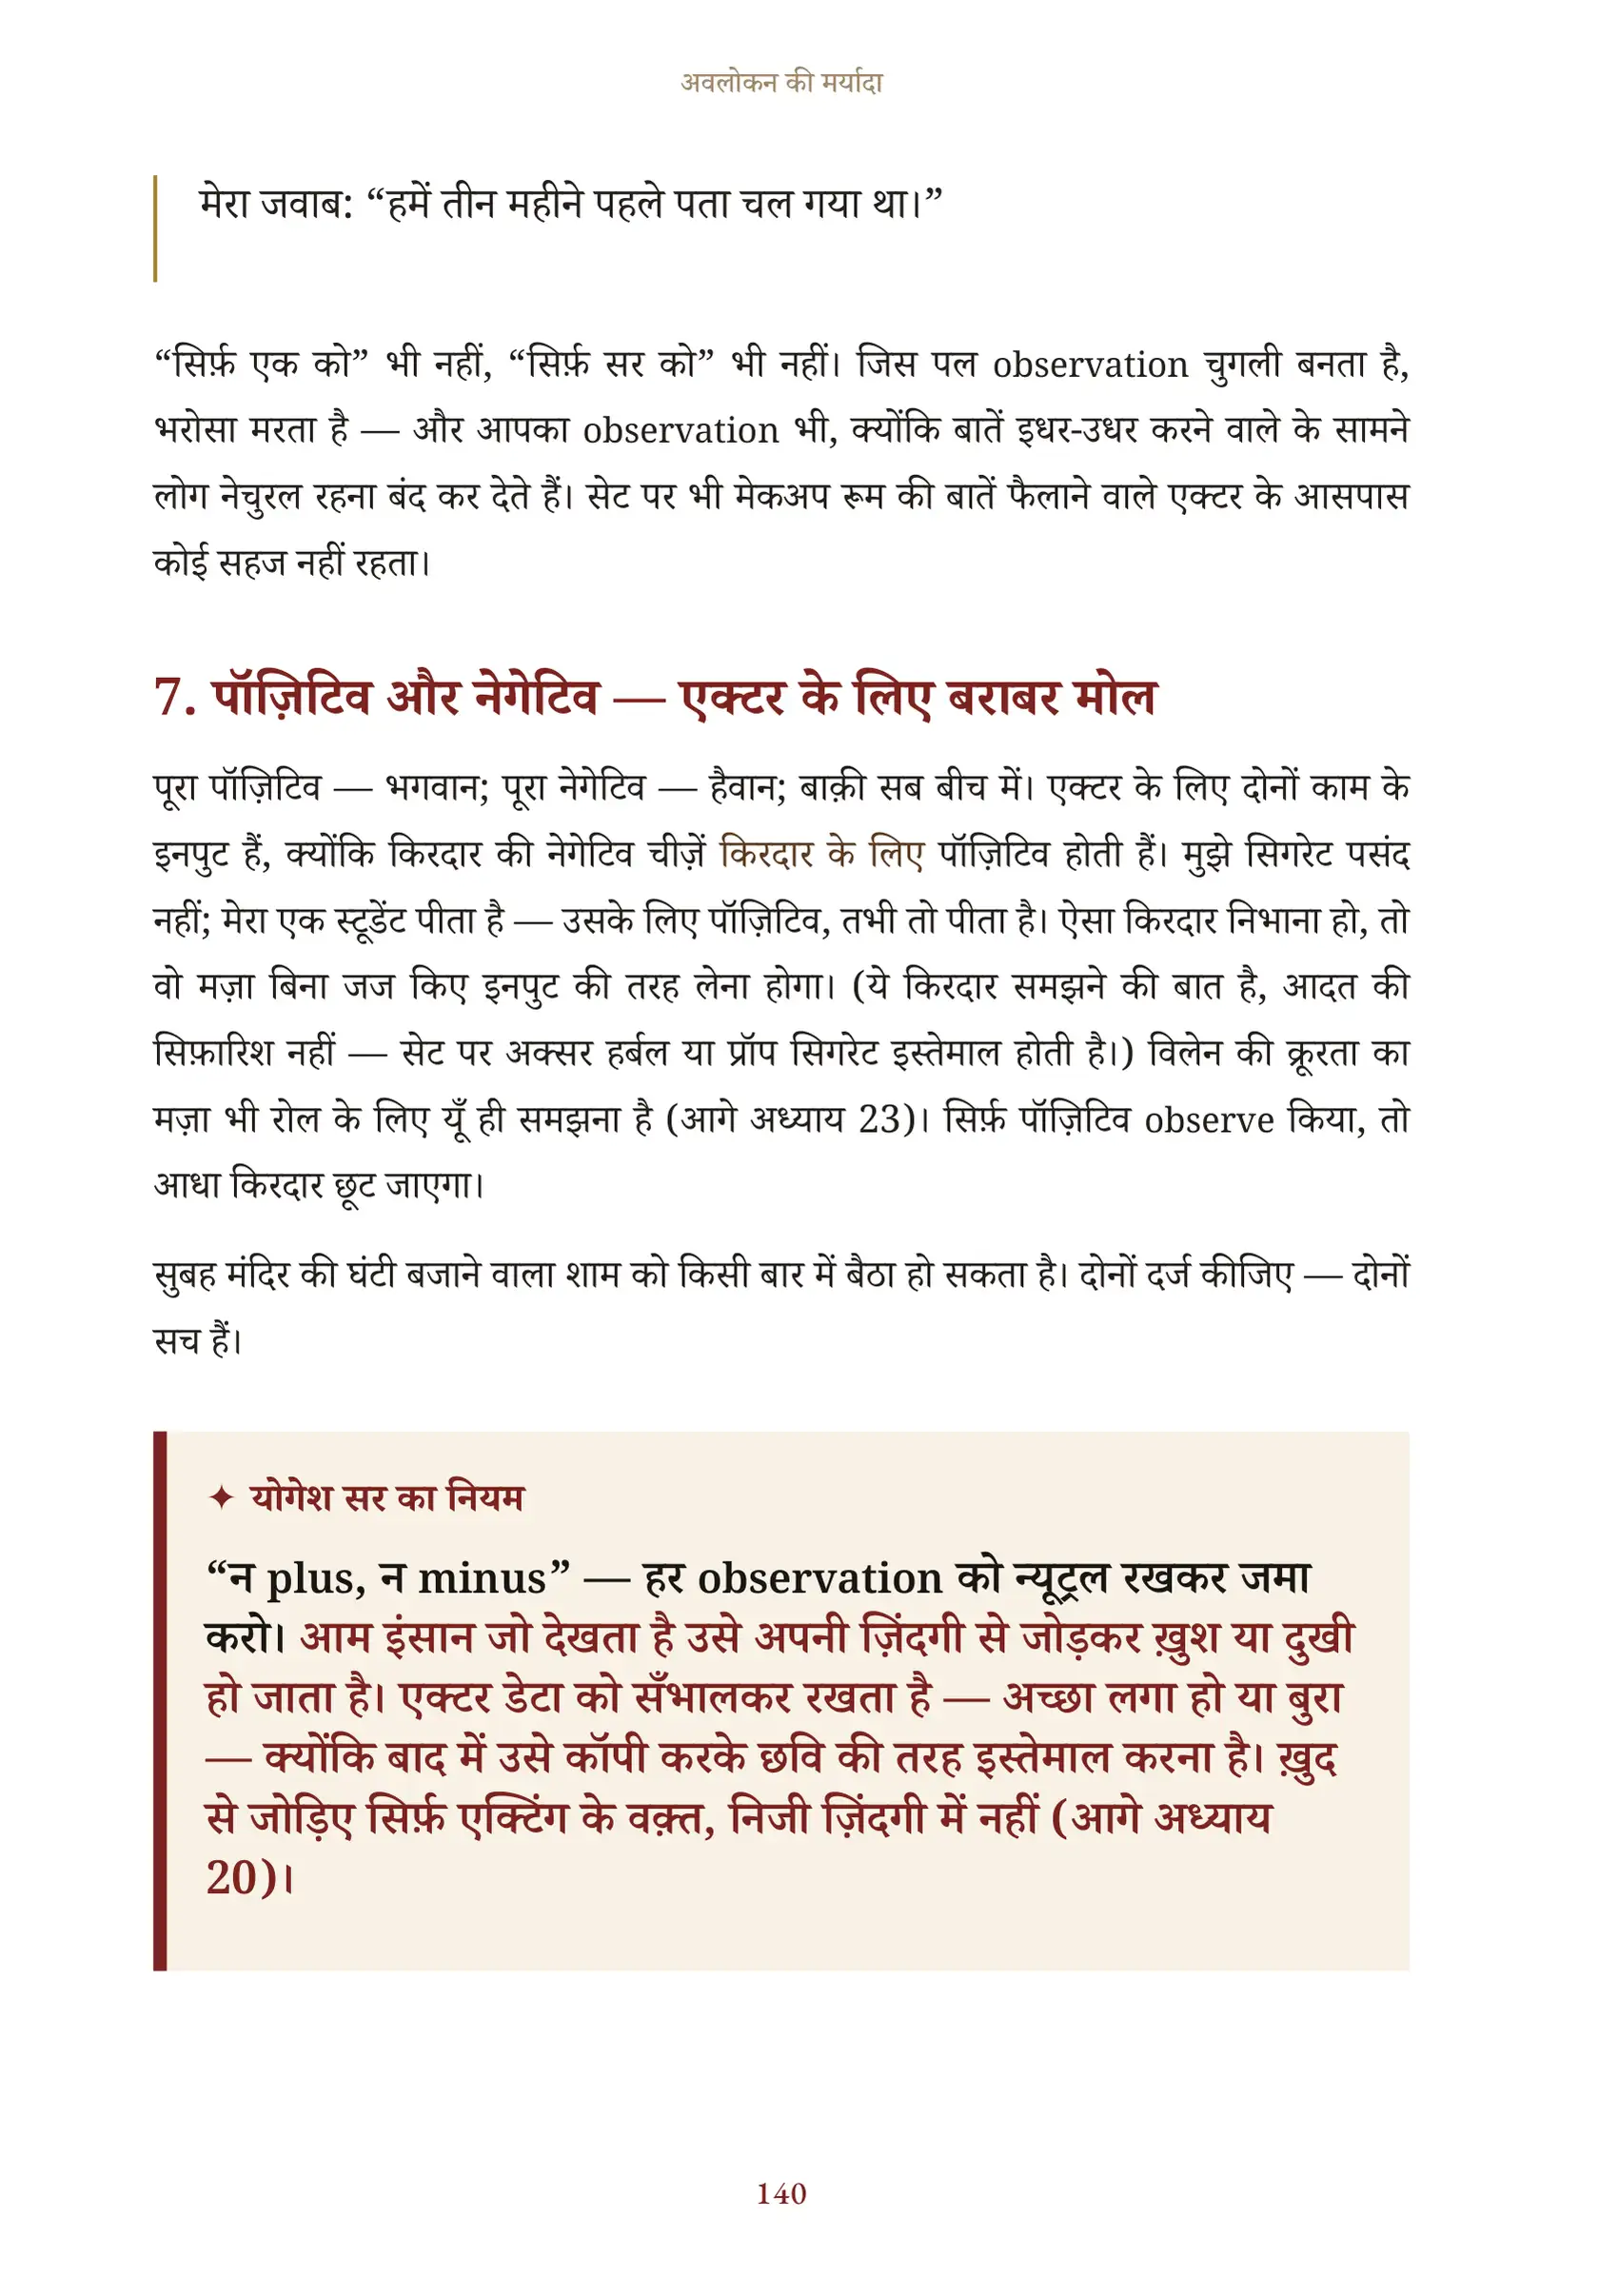 अवलोकन की मर्यादा
मेरा जवाब: “हमें तीन महीने पहले पता चल गया था।”
“सिर्फ़ एक को” भी नहीं, “सिर्फ़ सर को” भी नहीं। जिस पल observation चुगली बनता है,
भरोसा मरता है — और आपका observation भी, क्योंकि बातें इधर-उधर करने वाले के सामने
लोग नेचुरल रहना बंद कर देते हैं। सेट पर भी मेकअप रूम की बातें फैलाने वाले एक्टर के आसपास
कोई सहज नहीं रहता।
7. पॉज़िटिव और नेगेटिव — एक्टर के लिए बराबर मोल
पूरा पॉज़िटिव — भगवान; पूरा नेगेटिव — हैवान; बाक़ी सब बीच में। एक्टर के लिए दोनों काम के
इनपुट हैं, क्योंकि किरदार की नेगेटिव चीज़ें किरदार के लिए पॉज़िटिव होती हैं। मुझे सिगरेट पसंद
नहीं; मेरा एक स्टूडेंट पीता है — उसके लिए पॉज़िटिव, तभी तो पीता है। ऐसा किरदार निभाना हो, तो
वो मज़ा बिना जज किए इनपुट की तरह लेना होगा। (ये किरदार समझने की बात है, आदत की
सिफ़ारिश नहीं — सेट पर अक्सर हर्बल या प्रॉप सिगरेट इस्तेमाल होती है।) विलेन की क्रूरता का
मज़ा भी रोल के लिए यूँ ही समझना है (आगे अध्याय 23)। सिर्फ़ पॉज़िटिव observe किया, तो
आधा किरदार छूट जाएगा।
सुबह मंदिर की घंटी बजाने वाला शाम को किसी बार में बैठा हो सकता है। दोनों दर्ज कीजिए — दोनों
सच हैं।
✦ योगेश सर का नियम
“न plus, न minus” — हर observation को न्यूट्रल रखकर जमा
करो। आम इंसान जो देखता है उसे अपनी ज़िंदगी से जोड़कर ख़ुश या दुखी
हो जाता है। एक्टर डेटा को सँभालकर रखता है — अच्छा लगा हो या बुरा
— क्योंकि बाद में उसे कॉपी करके छवि की तरह इस्तेमाल करना है। ख़ुद
से जोड़िए सिर्फ़ एक्टिंग के वक़्त, निजी ज़िंदगी में नहीं (आगे अध्याय
20)।
140